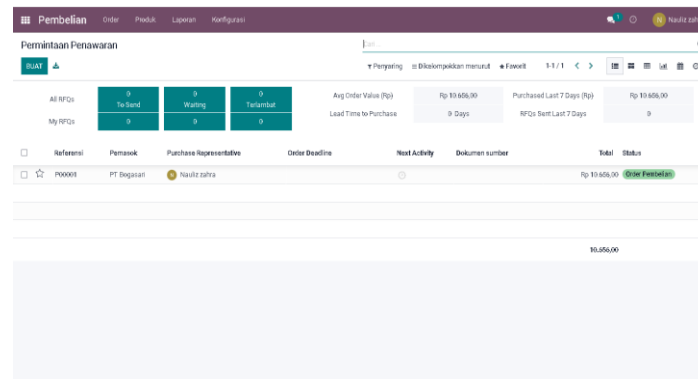 Pembelian Order Produk Laporan Konfigurasi 1 N Nauliz zah
Permintaan Penawaran
Cari...
BUAT Penyaring Dikelompokkan menurut Favorit 1-1 / 1
All RFQs 0 To Send 0 Waiting 0 Terlambat Avg Order Value (Rp) Rp 10.656,00 Purchased Last 7 Days (Rp) Rp 10.656,00
My RFQs 0 0 0 Lead Time to Purchase 0 Days RFQs Sent Last 7 Days 0
Referensi Pemasok Purchase Representative Order Deadline Next Activity Dokumen sumber Total Status
P00001 PT Bogasari N Nauliz zahra Rp 10.656,00 Order Pembelian
10.656,00